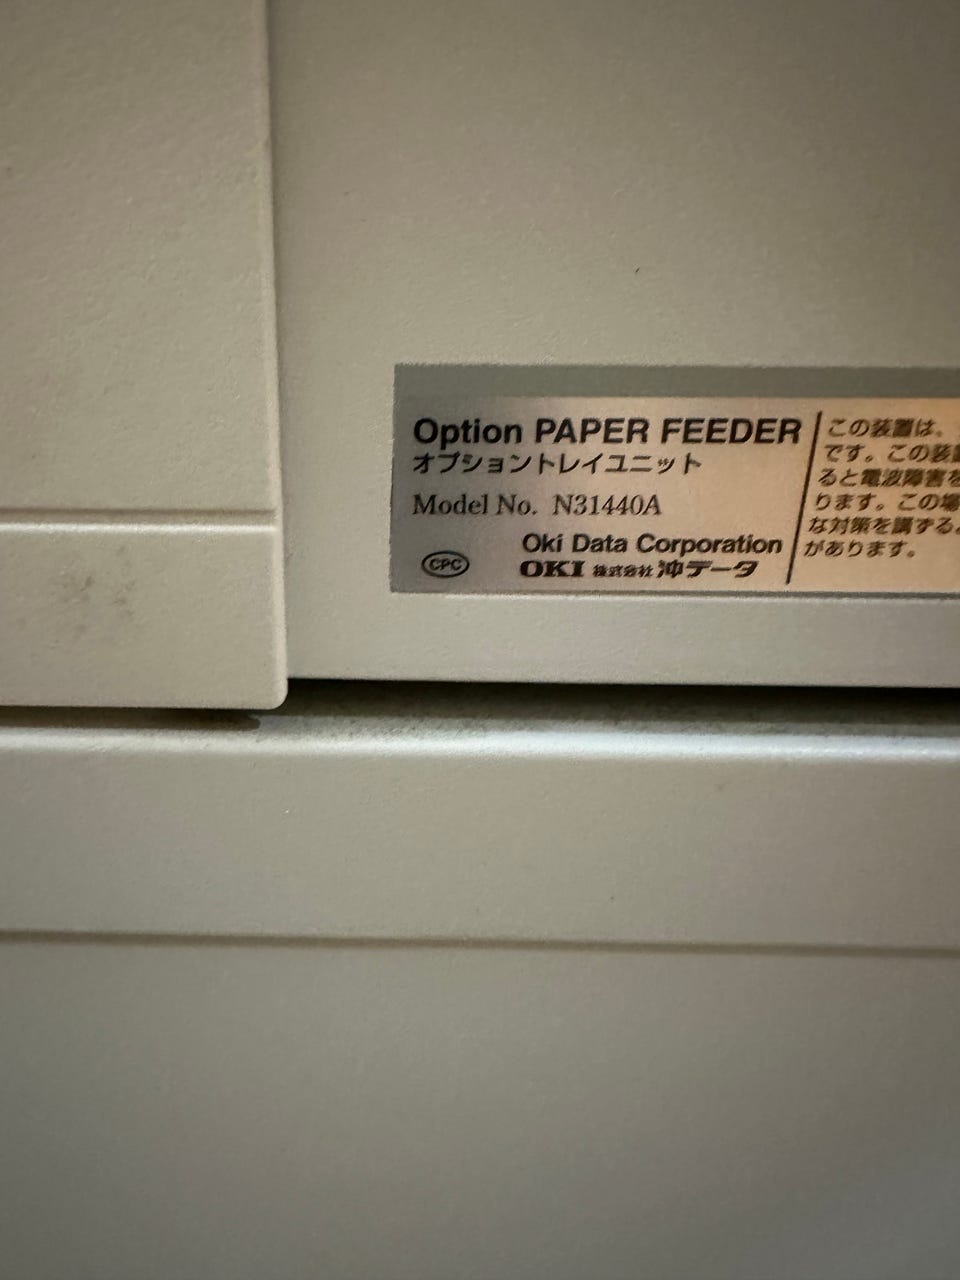 Option PAPER FEEDER
オプショントレイユニット
Model No. N31440A
CPC
Oki Data Corporation
OKI 株式会社 沖データ
この装置は、
です。この装置
ると電波障害を
ります。この場
な対策を講ずる
があります。